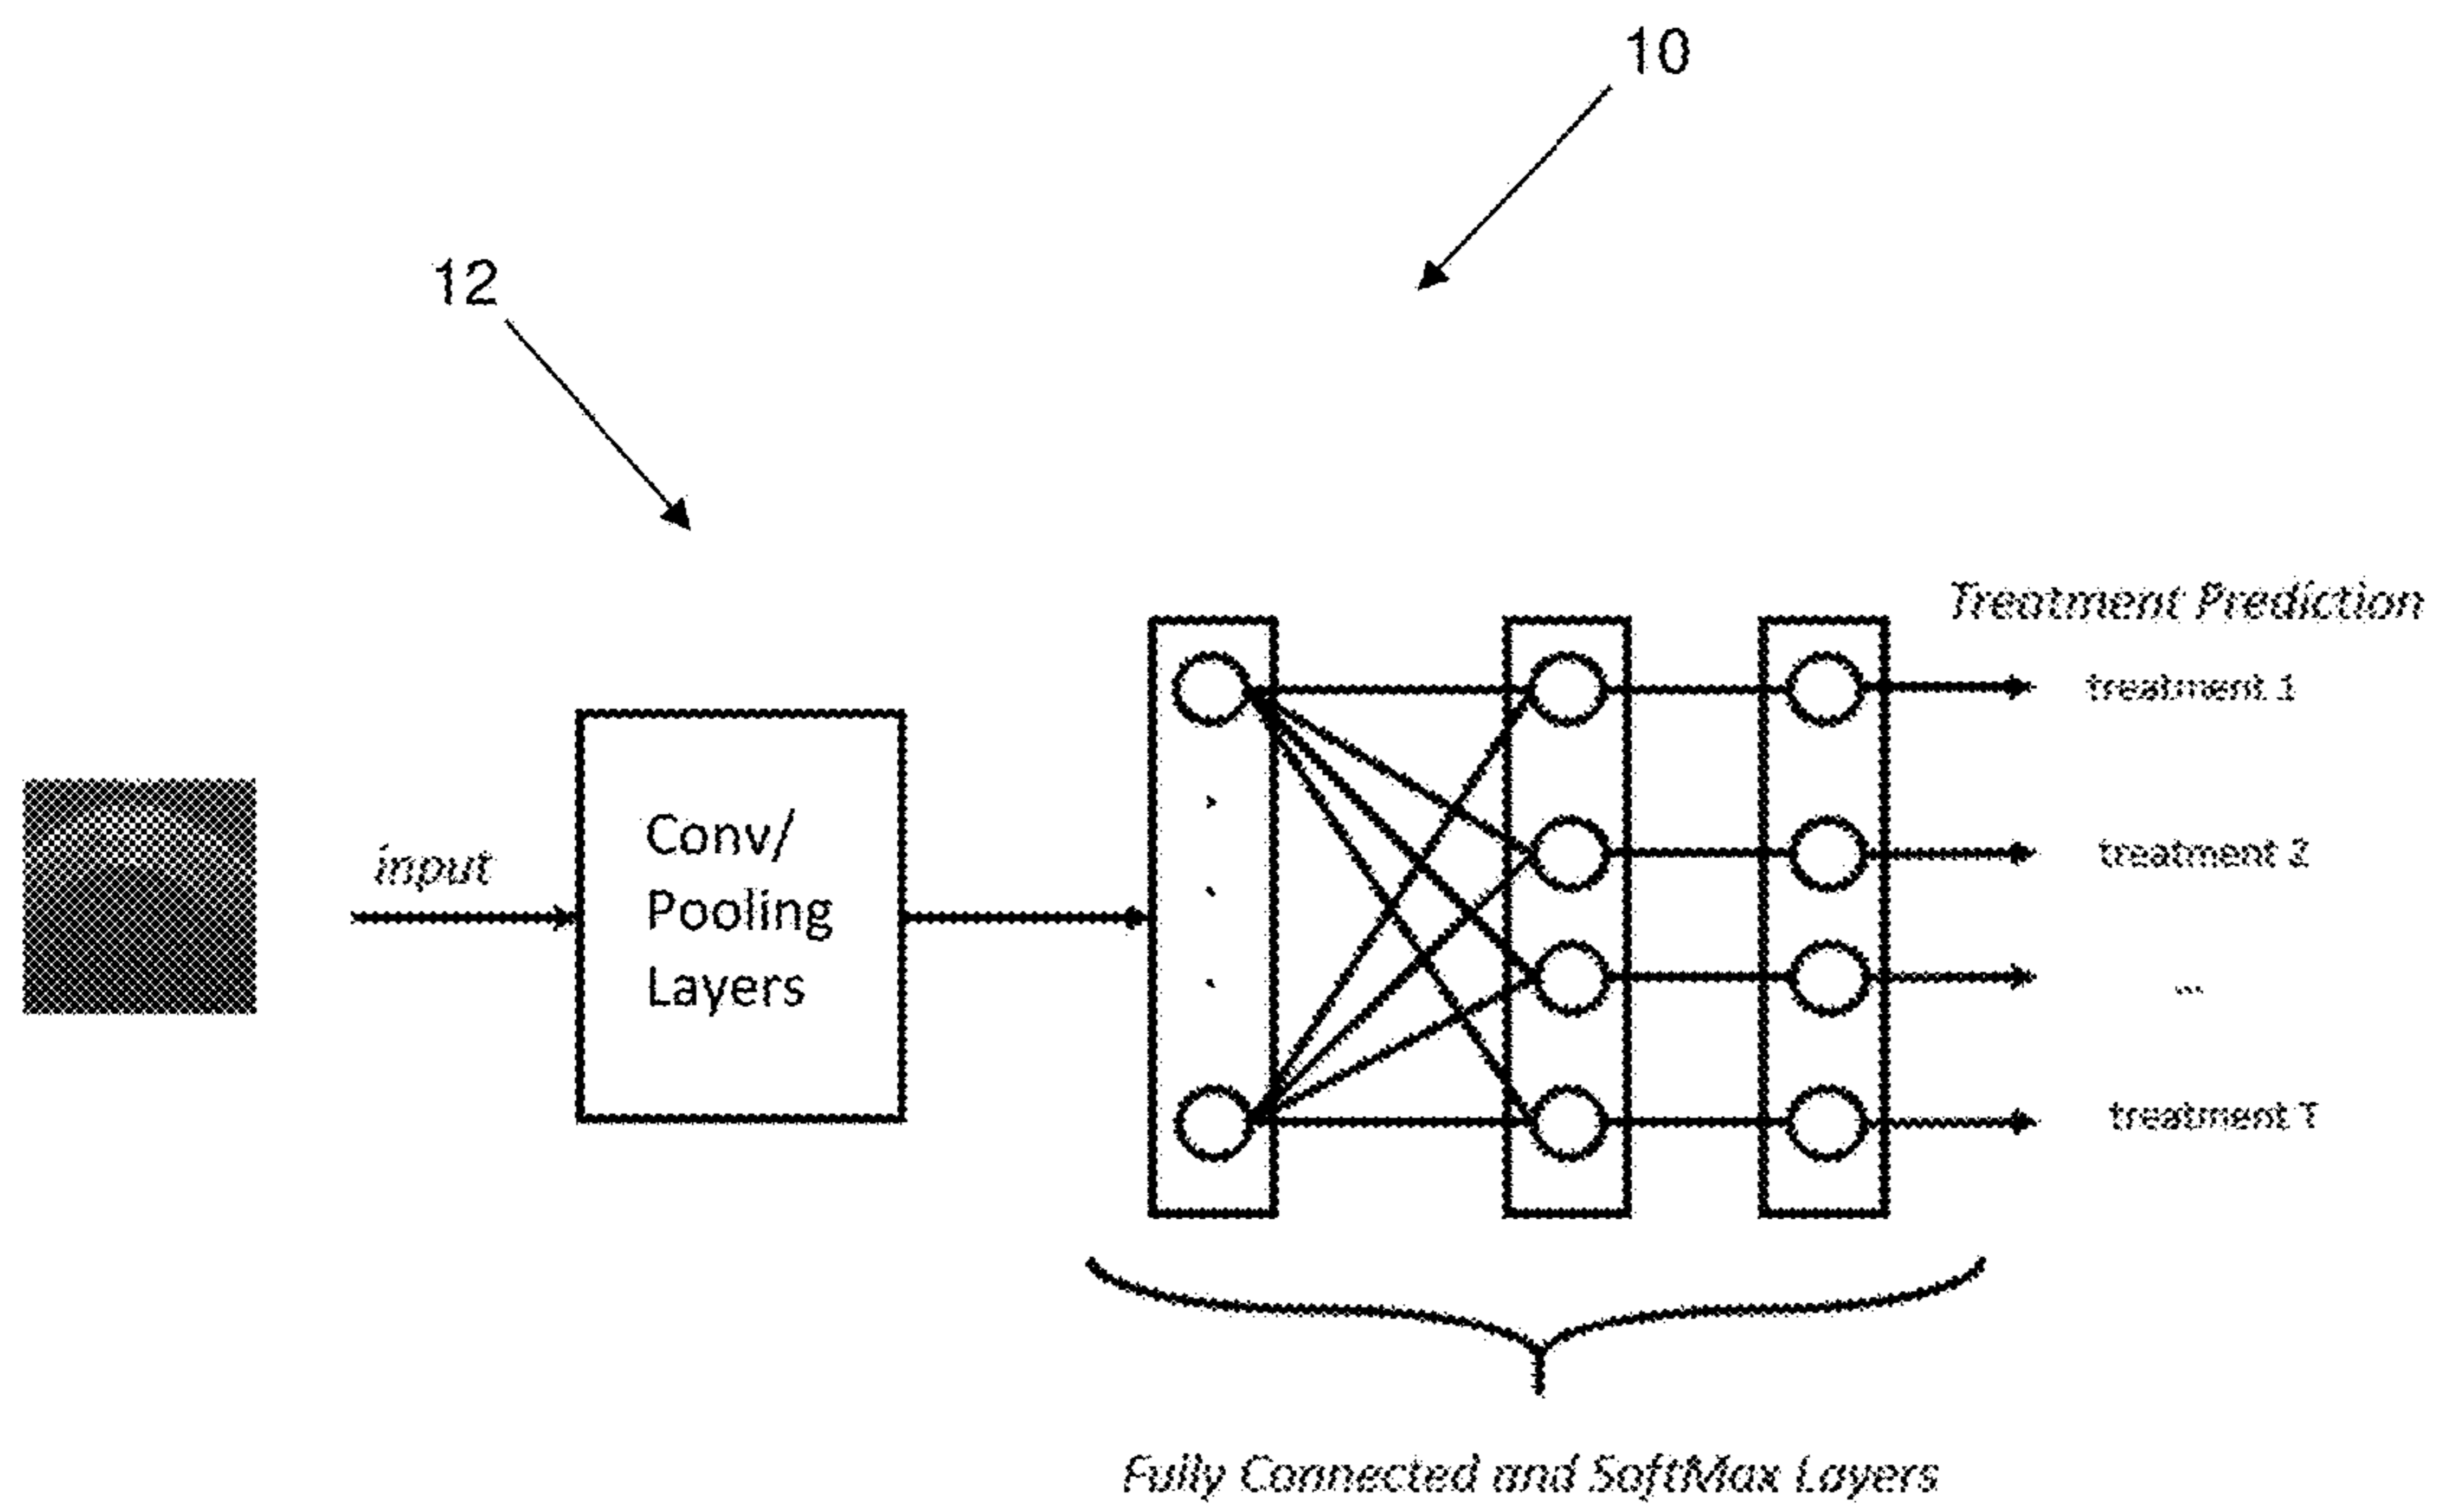 10
12
Treatment Prediction
treatment 1
input
Conv/
Pooling
Layers
treatment 2
...
treatment T
Fully Connected and SoftMax Layers